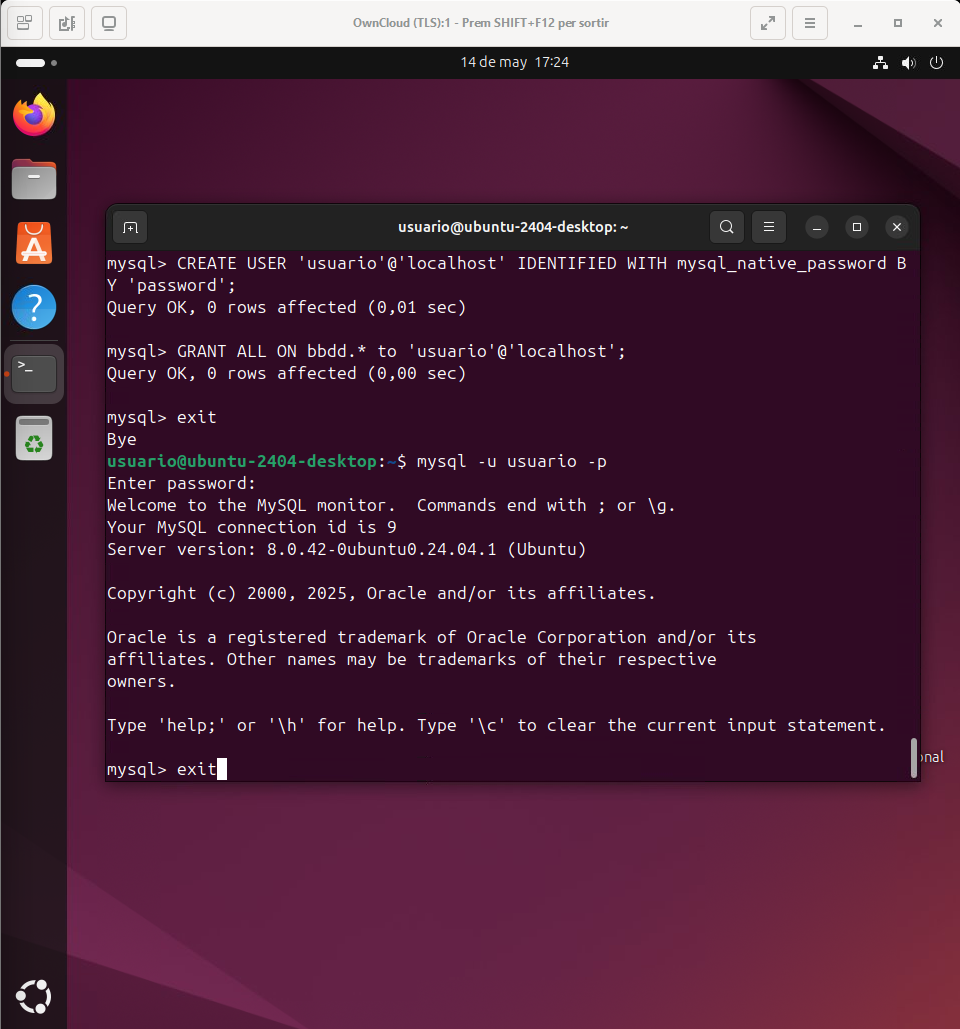 OwnCloud (TLS):1 - Prem SHIFT+F12 per sortir
14 de may 17:24
usuario@ubuntu-2404-desktop: ~
mysql> CREATE USER 'usuario'@'localhost' IDENTIFIED WITH mysql_native_password B
Y 'password';
Query OK, 0 rows affected (0,01 sec)
mysql> GRANT ALL ON bbdd.* to 'usuario'@'localhost';
Query OK, 0 rows affected (0,00 sec)
mysql> exit
Bye
usuario@ubuntu-2404-desktop:~$ mysql -u usuario -p
Enter password:
Welcome to the MySQL monitor.  Commands end with ; or \g.
Your MySQL connection id is 9
Server version: 8.0.42-0ubuntu0.24.04.1 (Ubuntu)
Copyright (c) 2000, 2025, Oracle and/or its affiliates.
Oracle is a registered trademark of Oracle Corporation and/or its
affiliates. Other names may be trademarks of their respective
owners.
Type 'help;' or '\h' for help. Type '\c' to clear the current input statement.
onal
mysql> exit